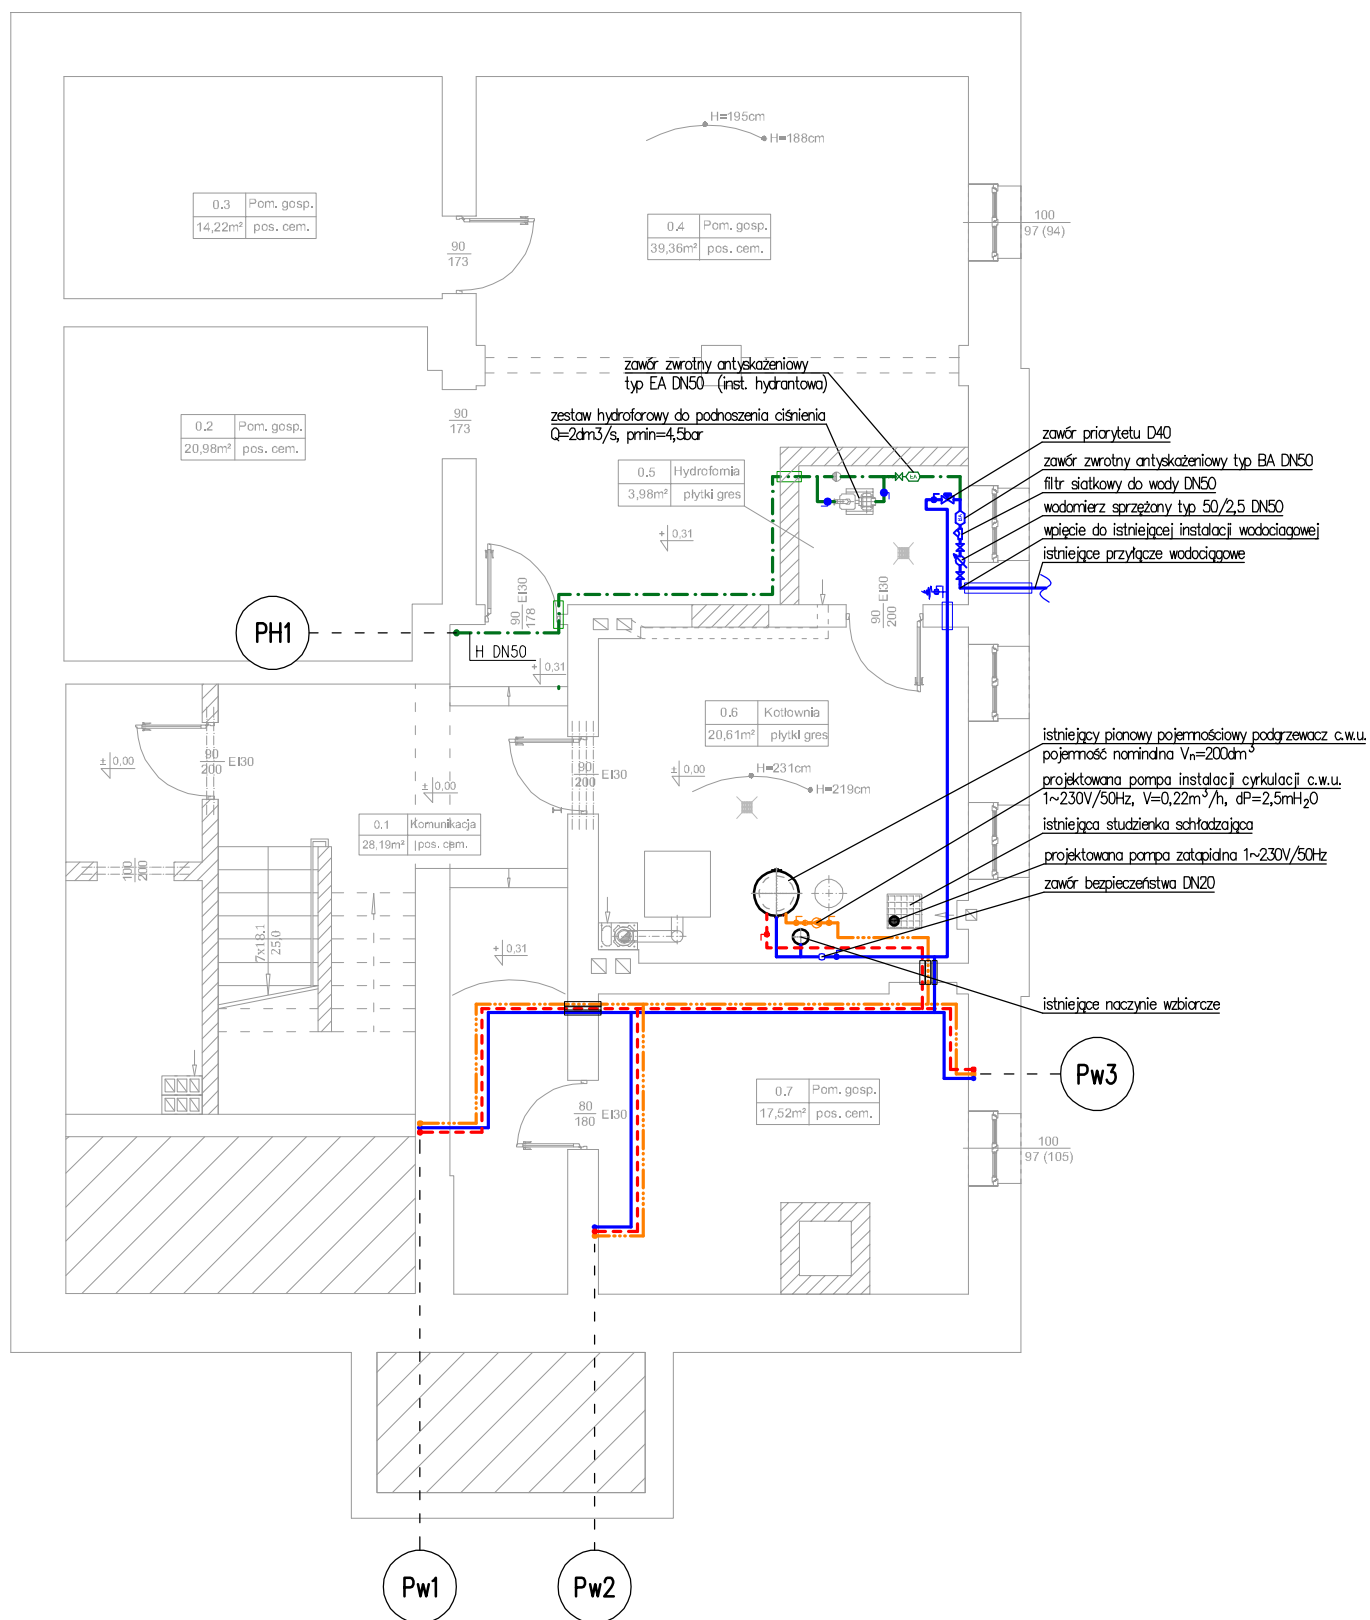 H=195cm
H=188cm
0.3 Pom. gosp.
14,22m² pos. cem.
90
173
0.4 Pom. gosp.
39,36m² pos. cem.
100
97 (94)
zawór zwrotny antyskażeniowy
typ EA DN50 (inst. hydrantowa)
zestaw hydroforowy do podnoszenia ciśnienia
Q=2dm3/s, pmin=4,5bar
0.2 Pom. gosp.
20,98m² pos. cem.
90
173
0.5 Hydrofornia
3,98m² płytki gres
zawór priorytetu D40
zawór zwrotny antyskażeniowy typ BA DN50
filtr siatkowy do wody DN50
wodomierz sprzężony typ 50/2,5 DN50
wpięcie do istniejącej instalacji wodociagowej
istniejące przyłącze wodociągowe
EA
BA
± 0,31
90
178
EI30
90
200
EI30
PH1
H DN50
± 0,31
0.6 Kotłownia
20,61m² płytki gres
istniejący pionowy pojemnościowy podgrzewacz c.w.u.
pojemność nominalna Vn=200dm³
projektowana pompa instalacji cyrkulacji c.w.u.
1~230V/50Hz, V=0,22m³/h, dP=2,5mH₂O
istniejąca studzienka schładzająca
projektowana pompa zatapialna 1~230V/50Hz
zawór bezpieczeństwa DN20
± 0,00
90
200
EI30
± 0,00
90
200
EI30
± 0,00
H=231cm
H=219cm
0.1 Komunikacja
28,19m² pos. cem.
100
200
7x18.1
25,0
± 0,31
istniejące naczynie wzbiorcze
Pw3
0.7 Pom. gosp.
17,52m² pos. cem.
80
180
EI30
100
97 (105)
Pw1
Pw2